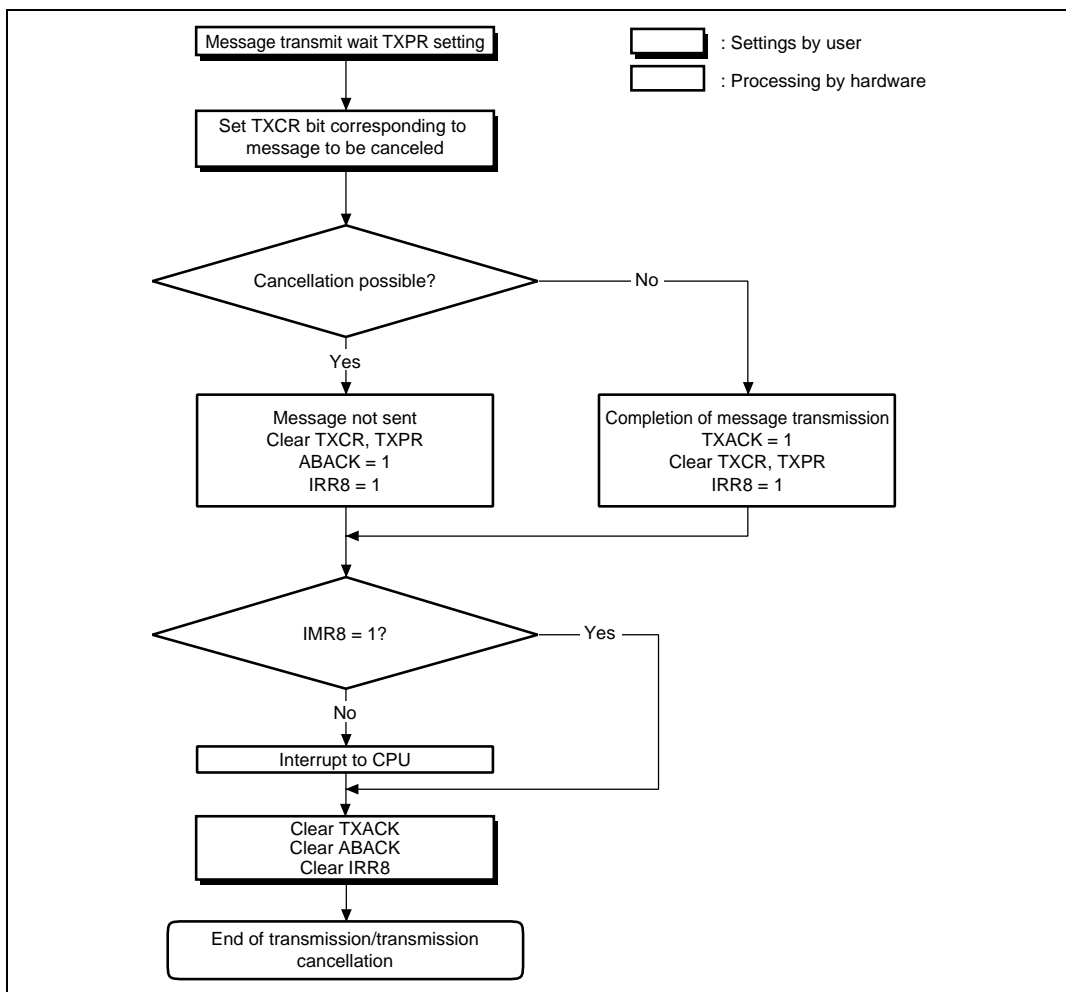 Message transmit wait TXPR setting
: Settings by user
: Processing by hardware
Set TXCR bit corresponding to
message to be canceled
Cancellation possible?
No
Yes
Message not sent
Clear TXCR, TXPR
ABACK = 1
IRR8 = 1
Completion of message transmission
TXACK = 1
Clear TXCR, TXPR
IRR8 = 1
IMR8 = 1?
Yes
No
Interrupt to CPU
Clear TXACK
Clear ABACK
Clear IRR8
End of transmission/transmission
cancellation